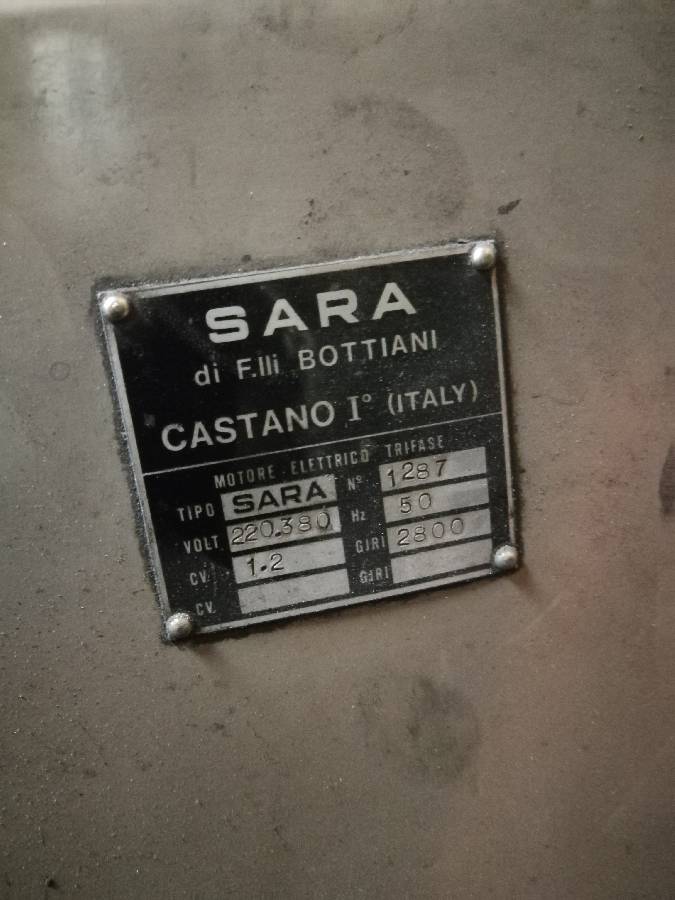 SARA
di F.lli BOTTIANI
CASTANO I° (ITALY)
MOTORE ELETTRICO TRIFASE
TIPO SARA N° 1287
VOLT 220.380 Hz 50
CV. 1.2 GIRI 2800
CV. GIRI